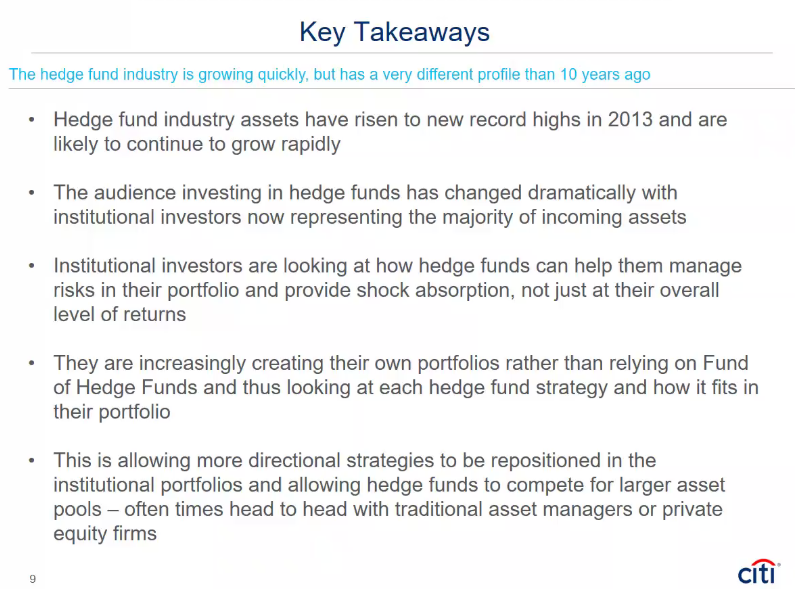 Key Takeaways
The hedge fund industry is growing quickly, but has a very different profile than 10 years ago
• Hedge fund industry assets have risen to new record highs in 2013 and are
likely to continue to grow rapidly
• The audience investing in hedge funds has changed dramatically with
institutional investors now representing the majority of incoming assets
• Institutional investors are looking at how hedge funds can help them manage
risks in their portfolio and provide shock absorption, not just at their overall
level of returns
• They are increasingly creating their own portfolios rather than relying on Fund
of Hedge Funds and thus looking at each hedge fund strategy and how it fits in
their portfolio
• This is allowing more directional strategies to be repositioned in the
institutional portfolios and allowing hedge funds to compete for larger asset
pools – often times head to head with traditional asset managers or private
equity firms
9
citi